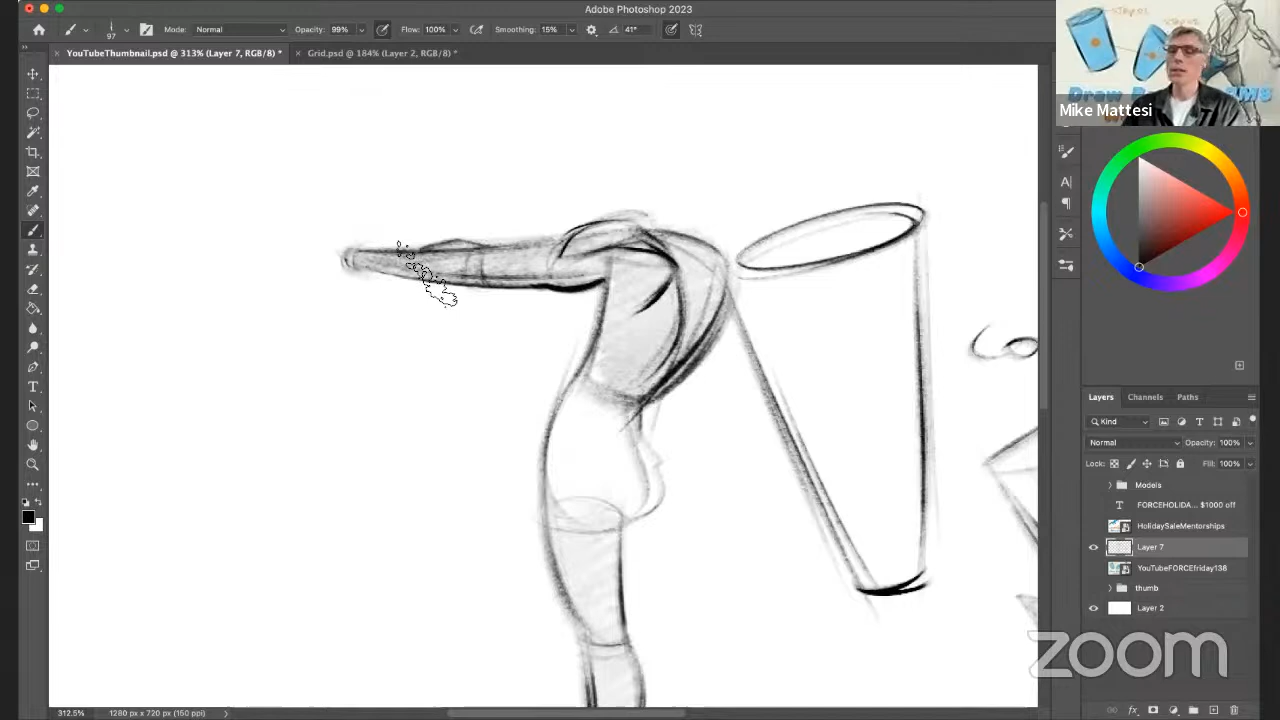 Adobe Photoshop 2023
Mode: Normal Opacity: 99% Flow: 100% Smoothing: 15% 41°
97
× YouTubeThumbnail.psd @ 313% (Layer 7, RGB/8) * × Grid.psd @ 184% (Layer 2, RGB/8) *
Mike Mattesi
Layers Channels Paths
Kind
Normal Opacity: 100%
Lock: Fill: 100%
Models
T FORCEHOLIDA... $1000 off
HolidaySaleMentorships
Layer 7
YouTubeFORCEfriday138
thumb
Layer 2
zoom
312.5% 1280 px x 720 px (150 ppi)